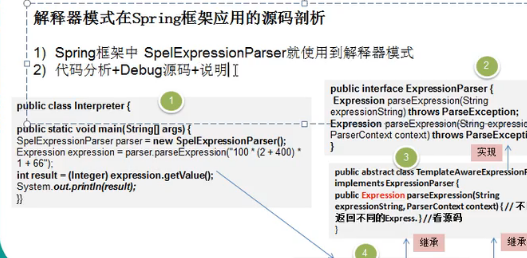 解释器模式在Spring框架应用的源码剖析
1) Spring框架中 SpelExpressionParser就使用到解释器模式
2) 代码分析+Debug源码+说明
1
public class Interpreter {
public static void main(String[] args) {
SpelExpressionParser parser = new SpelExpressionParser();
Expression expression = parser.parseExpression("100 * (2 + 400) *
1 + 66");
int result = (Integer) expression.getValue();
System.out.println(result);
}}
2
public interface ExpressionParser {
Expression parseExpression(String
expressionString) throws ParseException;
Expression parseExpression(String expressio
ParserContext context) throws ParseExcepti
}
实现
3
public abstract class TemplateAwareExpressionP
implements ExpressionParser {
public Expression parseExpression(String
expressionString, ParserContext context) { // 不
返回不同的Express. } //看源码
}
4
继承
继承